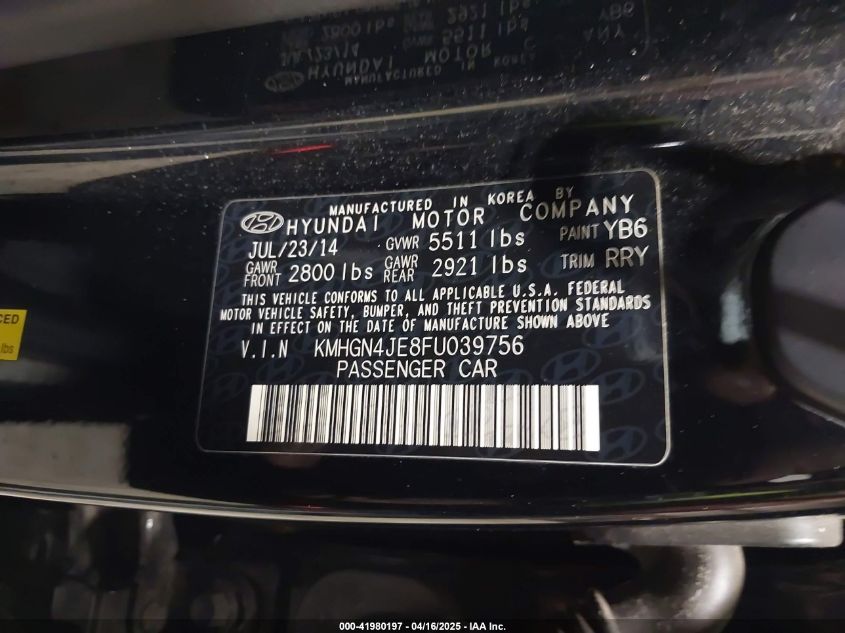 MANUFACTURED IN KOREA BY
HYUNDAI MOTOR COMPANY
JUL/23/14 GVWR 5511 lbs PAINT YB6
GAWR FRONT 2800 lbs GAWR REAR 2921 lbs TRIM RRY
THIS VEHICLE CONFORMS TO ALL APPLICABLE U.S.A. FEDERAL
MOTOR VEHICLE SAFETY, BUMPER, AND THEFT PREVENTION STANDARDS
IN EFFECT ON THE DATE OF MANUFACTURE SHOWN ABOVE
V.I.N KMHGN4JE8FU039756
PASSENGER CAR
CED
lbs
000-41980197 - 04/16/2025 - IAA Inc.